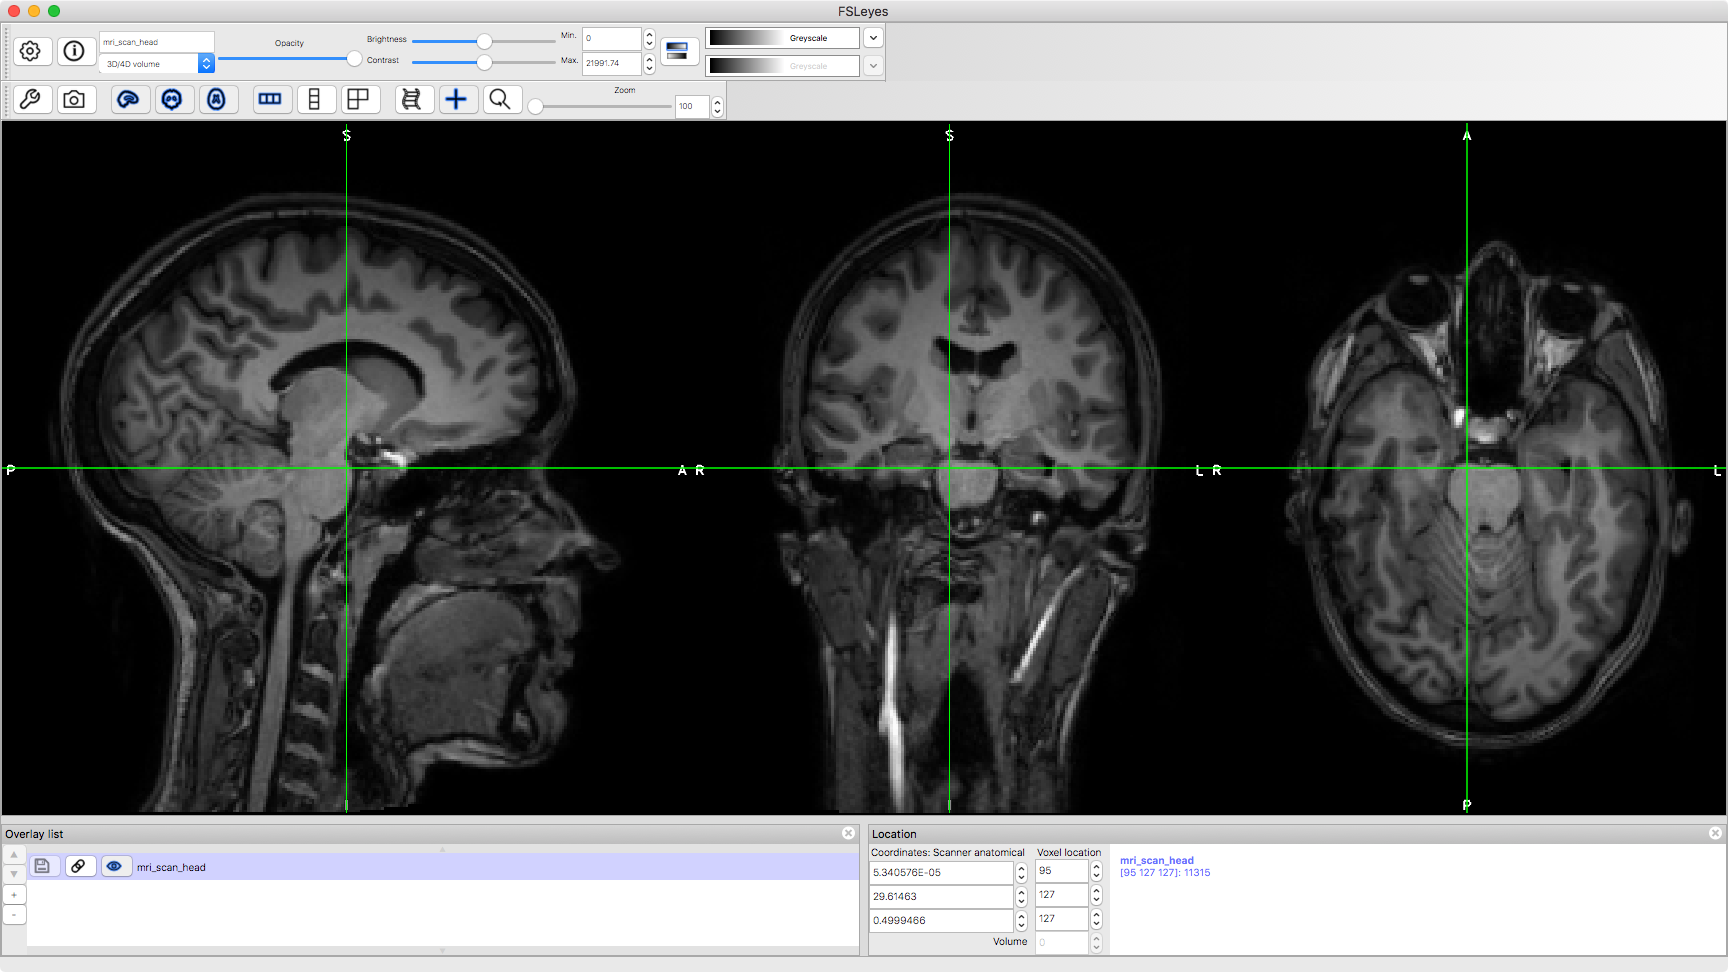 FSLeyes
mri_scan_head
3D/4D volume
Opacity
Brightness
Contrast
Min. 0
Max. 21991.74
Greyscale
Greyscale
Zoom
100
S
S
A
P
A
R
L
R
L
P
Overlay list
mri_scan_head
Location
Coordinates: Scanner anatomical
Voxel location
5.340576E-05
95
29.61463
127
0.4999466
127
Volume
0
mri_scan_head
[95 127 127]: 11315